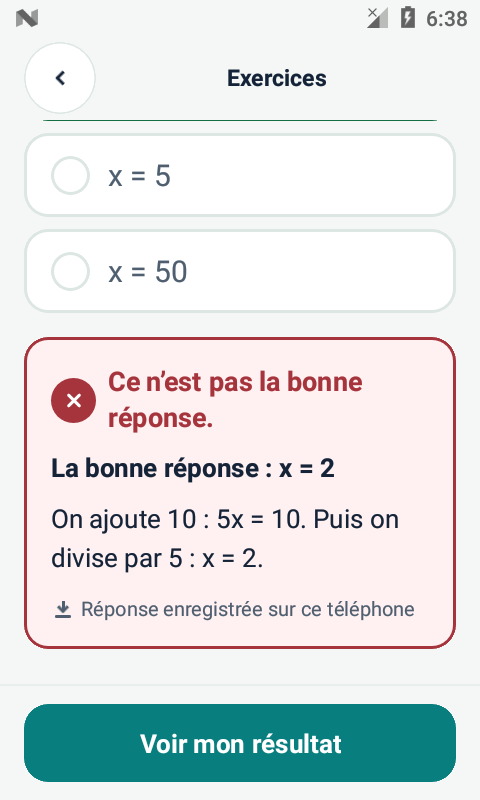 6:38
Exercices
x = 5
x = 50
Ce n’est pas la bonne
réponse.
La bonne réponse : x = 2
On ajoute 10 : 5x = 10. Puis on
divise par 5 : x = 2.
Réponse enregistrée sur ce téléphone
Voir mon résultat